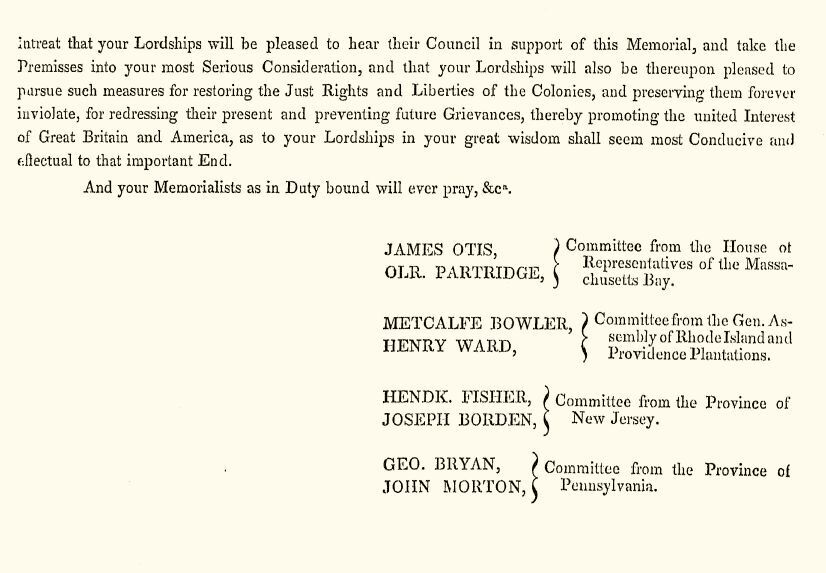 intreat that your Lordships will be pleased to hear their Council in support of this Memorial, and take the
Premisses into your most Serious Consideration, and that your Lordships will also be thereupon pleased to
pursue such measures for restoring the Just Rights and Liberties of the Colonies, and preserving them forever
inviolate, for redressing their present and preventing future Grievances, thereby promoting the united Interest
of Great Britain and America, as to your Lordships in your great wisdom shall seem most Conducive and
effectual to that important End.
And your Memorialists as in Duty bound will ever pray, &cª.
JAMES OTIS,
OLR. PARTRIDGE,
Committee from the House of
Representatives of the Massa-
chusetts Bay.
METCALFE BOWLER,
HENRY WARD,
Committee from the Gen. As-
sembly of Rhode Island and
Providence Plantations.
HENDK. FISHER,
JOSEPH BORDEN,
Committee from the Province of
New Jersey.
GEO. BRYAN,
JOHN MORTON,
Committee from the Province of
Pennsylvania.